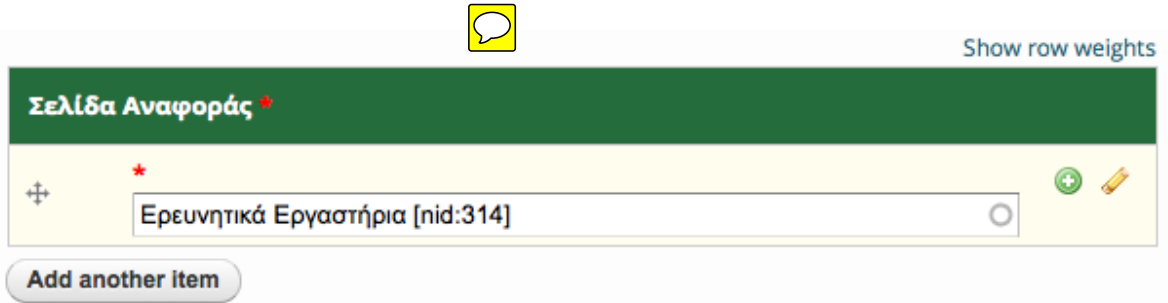 Show row weights
Σελίδα Αναφοράς *
*
Ερευνητικά Εργαστήρια [nid:314]
Add another item